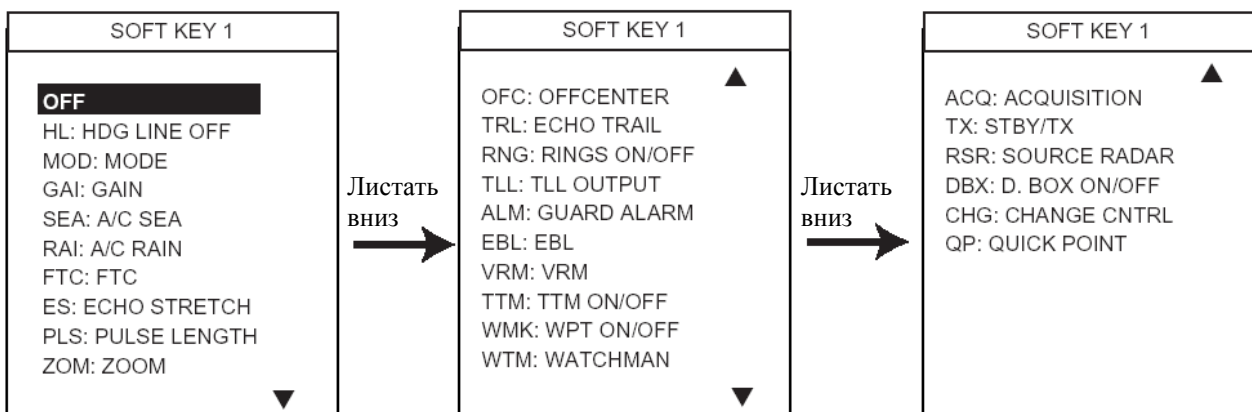 SOFT KEY 1
OFF
HL: HDG LINE OFF
MOD: MODE
GAI: GAIN
SEA: A/C SEA
RAI: A/C RAIN
FTC: FTC
ES: ECHO STRETCH
PLS: PULSE LENGTH
ZOM: ZOOM
Листать
вниз
SOFT KEY 1
OFC: OFFCENTER
TRL: ECHO TRAIL
RNG: RINGS ON/OFF
TLL: TLL OUTPUT
ALM: GUARD ALARM
EBL: EBL
VRM: VRM
TTM: TTM ON/OFF
WMK: WPT ON/OFF
WTM: WATCHMAN
Листать
вниз
SOFT KEY 1
ACQ: ACQUISITION
TX: STBY/TX
RSR: SOURCE RADAR
DBX: D. BOX ON/OFF
CHG: CHANGE CNTRL
QP: QUICK POINT